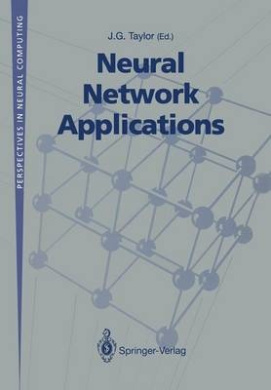 J.G. Taylor (Ed.)
Neural
Network
Applications
PERSPECTIVES IN NEURAL COMPUTING
Springer-Verlag